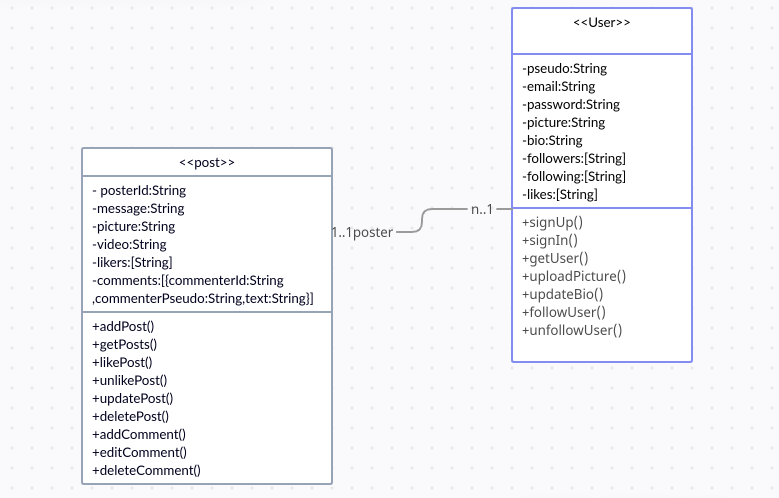 <<post>>
- posterId:String
-message:String
-picture:String
-video:String
-likers:[String]
-comments:[{commenterId:String
,commenterPseudo:String,text:String}]
+addPost()
+getPosts()
+likePost()
+unlikePost()
+updatePost()
+deletePost()
+addComment()
+editComment()
+deleteComment()
1..1poster
n..1
<<User>>
-pseudo:String
-email:String
-password:String
-picture:String
-bio:String
-followers:[String]
-following:[String]
-likes:[String]
+signUp()
+signIn()
+getUser()
+uploadPicture()
+updateBio()
+followUser()
+unfollowUser()